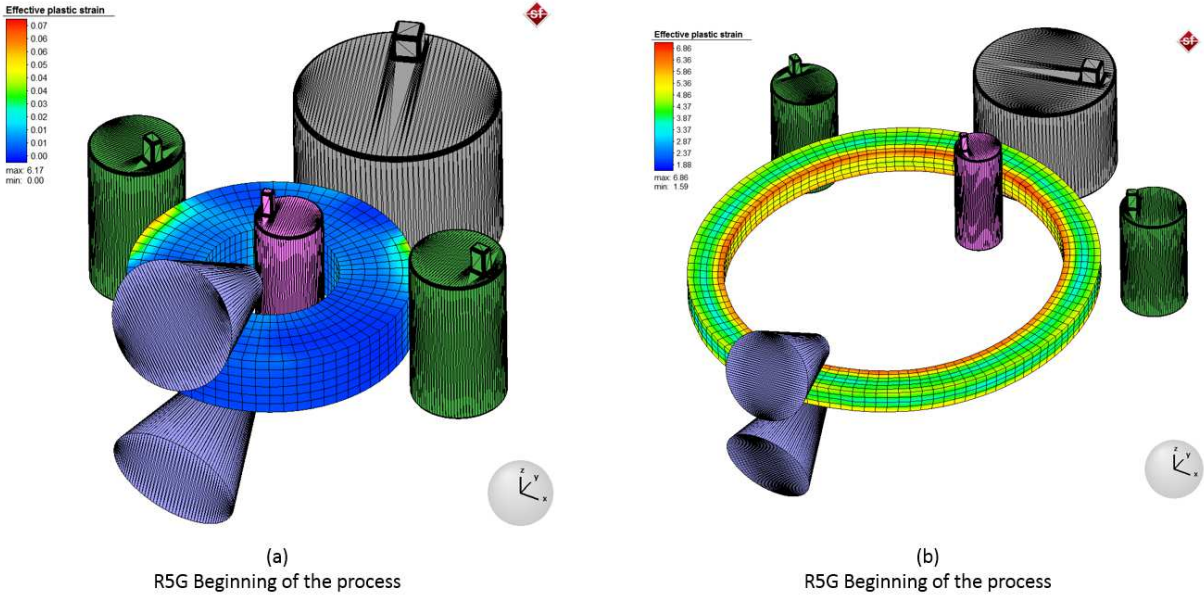 Effective plastic strain
0.07
0.06
0.06
0.05
0.04
0.03
0.02
0.01
0.01
0.00
max: 6.17
min: 0.00
sf
z
y
x
(a)
R5G Beginning of the process
Effective plastic strain
6.86
6.36
5.86
5.36
4.86
4.37
3.87
3.37
2.87
2.37
1.88
max: 6.86
min: 1.59
sf
z
y
x
(b)
R5G Beginning of the process